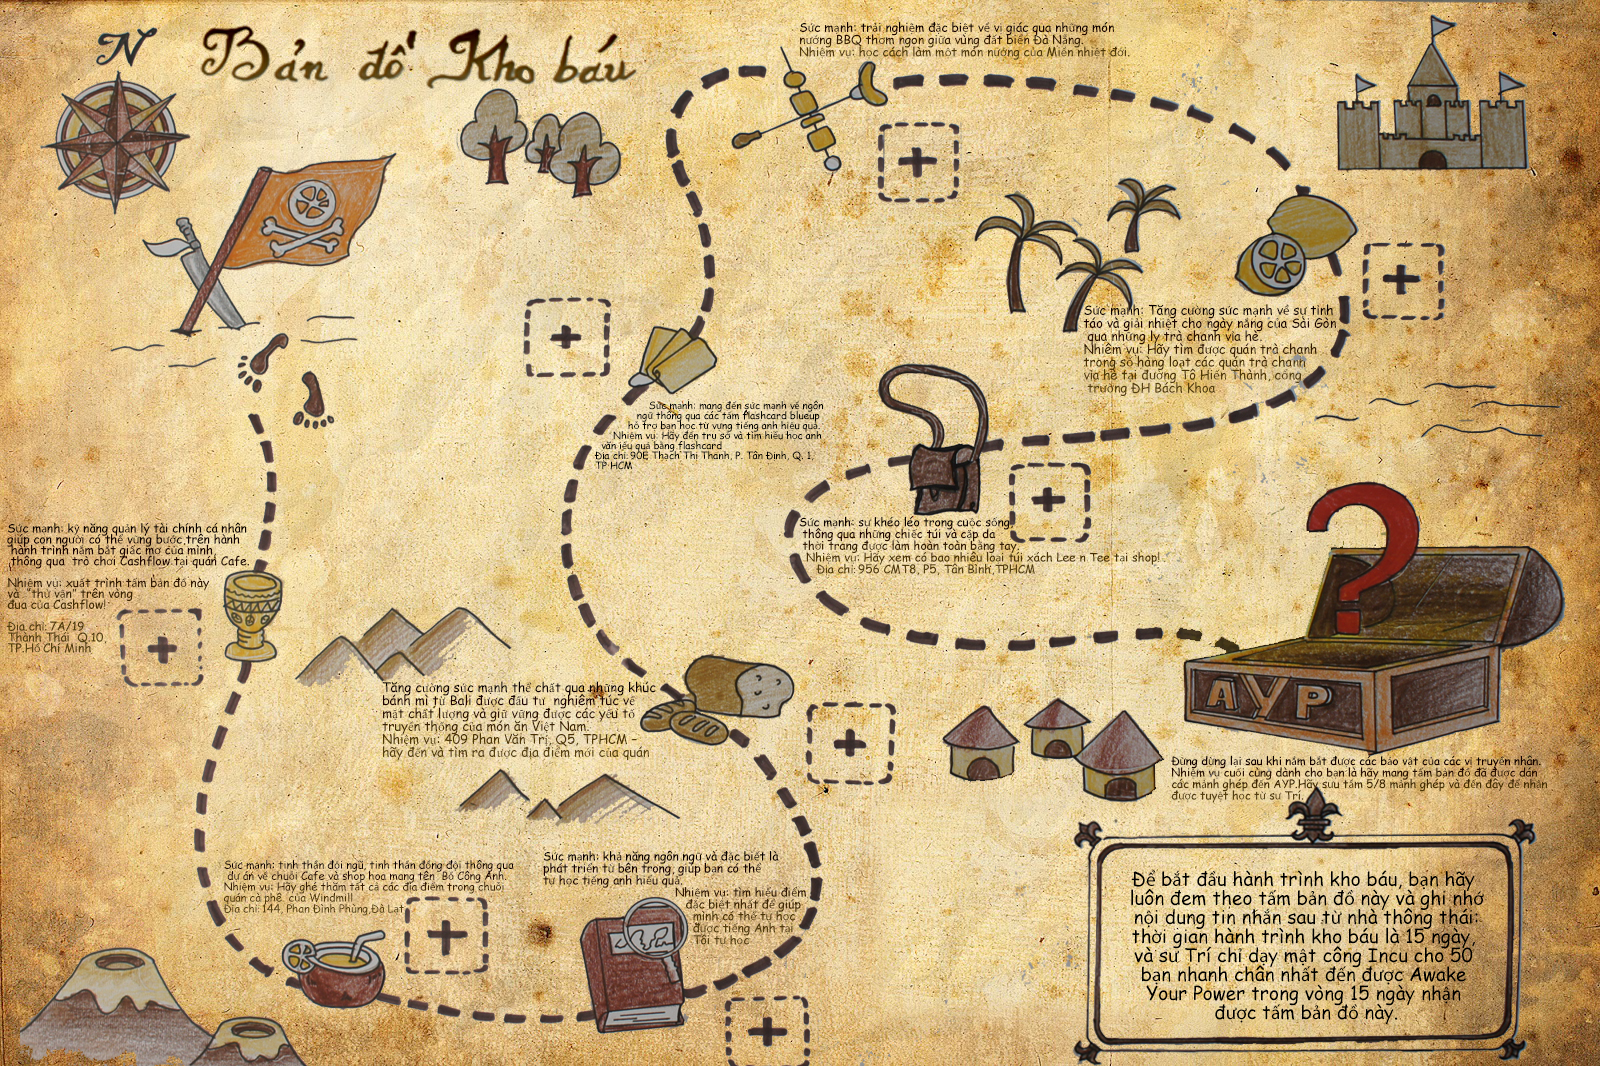 N
Bản đồ Kho báu
Sức mạnh: trải nghiệm đặc biệt về vị giác qua những món
nướng BBQ thơm ngon giữa vùng đất biển Đà Nẵng.
Nhiệm vụ: học cách làm một món nướng của Miền nhiệt đới.
Sức mạnh: Tăng cường sức mạnh về sự tỉnh
táo và giải nhiệt cho ngày nắng của Sài Gòn
qua những ly trà chanh vỉa hè.
Nhiệm vụ: Hãy tìm được quán trà chanh
trong số hàng loạt các quán trà chanh
vỉa hè tại đường Tô Hiến Thành, cổng
trường ĐH Bách Khoa
Sức mạnh: mang đến sức mạnh về ngôn
ngữ thông qua các tấm flashcard blueup
hỗ trợ bạn học từ vựng tiếng anh hiệu quả.
Nhiệm vụ: Hãy đến trụ sở và tìm hiểu học anh
văn iệu quả bằng flashcard
Địa chỉ: 90E Thạch Thị Thanh, P. Tân Định, Q. 1,
TP HCM
Sức mạnh: sự khéo léo trong cuộc sống
thông qua những chiếc túi và cặp da
thời trang được làm hoàn toàn bằng tay.
Nhiệm vụ: Hãy xem có bao nhiêu loại túi xách Lee n Tee tại shop!
Địa chỉ: 956 CMT8, P5, Tân Bình,TPHCM
Sức mạnh: kỹ năng quản lý tài chính cá nhân
giúp con người có thể vững bước trên hành
hành trình nắm bắt giấc mơ của mình
thông qua trò chơi Cashflow tại quán Cafe.
Nhiệm vụ: xuất trình tấm bản đồ này
và "thử vận" trên vòng
đua của Cashflow!
Địa chỉ: 7A/19
Thành Thái Q.10,
TP.Hồ Chí Minh
Tăng cường sức mạnh thể chất qua những khúc
bánh mì từ Bali được đầu tư nghiêm túc về
mặt chất lượng và giữ vững được các yếu tố
truyền thống của món ăn Việt Nam.
Nhiệm vụ: 409 Phan Văn Trị, Q5, TPHCM –
hãy đến và tìm ra được địa điểm mới của quán
AYP
Đừng dừng lại sau khi nắm bắt được các bảo vật của các vị truyền nhân.
Nhiệm vụ cuối cùng dành cho bạn là hãy mang tấm bản đồ đã được dán
các mảnh ghép đến AYP.Hãy sưu tầm 5/8 mảnh ghép và đến đây để nhận
được tuyệt học từ sư Trí.
Sức mạnh: tinh thần đội ngũ, tinh thần đồng đội thông qua
dự án về chuỗi Cafe và shop hoa mang tên Bồ Công Anh.
Nhiệm vụ: Hãy ghé thăm tất cả các địa điểm trong chuỗi
quán cà phê của Windmill
Địa chỉ: 144, Phan Đình Phùng,Đà Lạt
Sức mạnh: khả năng ngôn ngữ và đặc biệt là
phát triển từ bên trong, giúp bạn có thể
tự học tiếng anh hiệu quả.
Nhiệm vụ: tìm hiểu điểm
đặc biệt nhất để giúp
mình có thể tự học
được tiếng Anh tại
Tôi tự học
Để bắt đầu hành trình kho báu, bạn hãy
luôn đem theo tấm bản đồ này và ghi nhớ
nội dung tin nhắn sau từ nhà thông thái:
thời gian hành trình kho báu là 15 ngày,
và sư Trí chỉ dạy mật công Incu cho 50
bạn nhanh chân nhất đến được Awake
Your Power trong vòng 15 ngày nhận
được tấm bản đồ này.